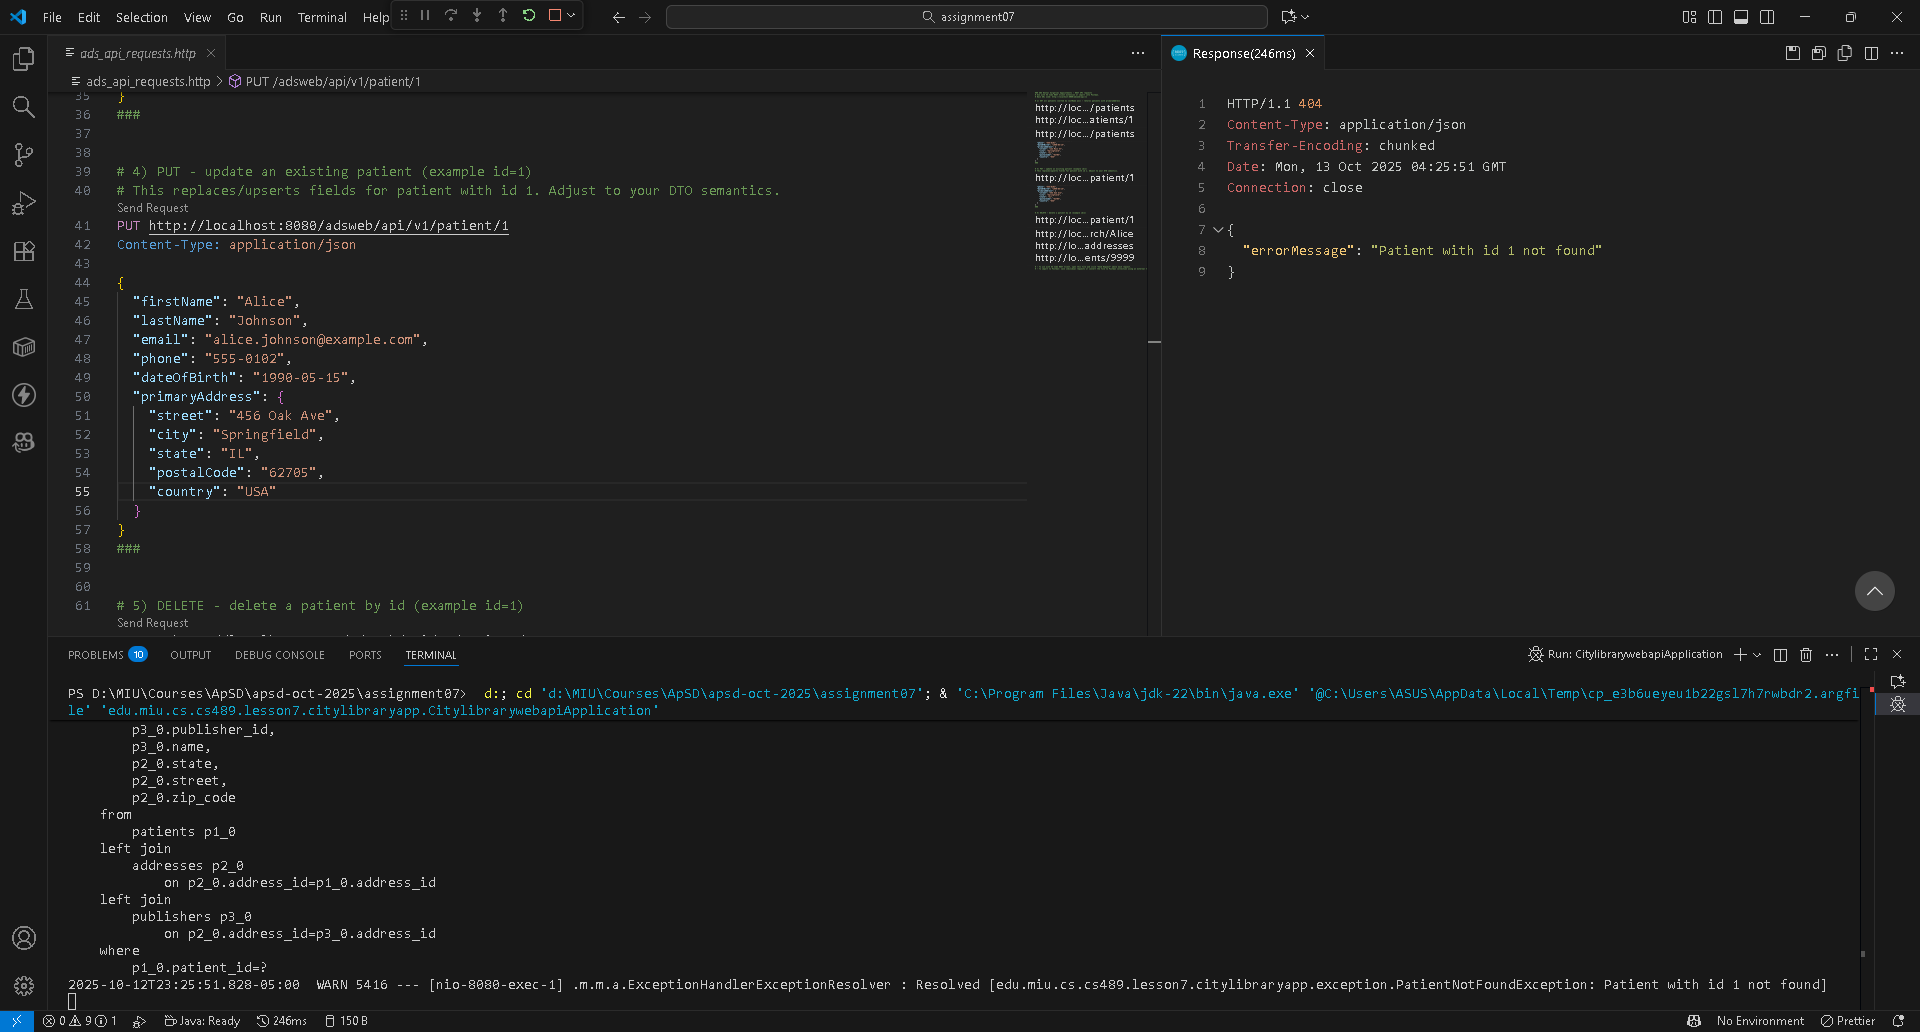 File Edit Selection View Go Run Terminal Help
assignment07
ads_api_requests.http
ads_api_requests.http > PUT /adsweb/api/v1/patient/1
35 }
36 ###
37
38
39 # 4) PUT - update an existing patient (example id=1)
40 # This replaces/upserts fields for patient with id 1. Adjust to your DTO semantics.
Send Request
41 PUT http://localhost:8080/adsweb/api/v1/patient/1
42 Content-Type: application/json
43
44 {
45 "firstName": "Alice",
46 "lastName": "Johnson",
47 "email": "alice.johnson@example.com",
48 "phone": "555-0102",
49 "dateOfBirth": "1990-05-15",
50 "primaryAddress": {
51 "street": "456 Oak Ave",
52 "city": "Springfield",
53 "state": "IL",
54 "postalCode": "62705",
55 "country": "USA"
56 }
57 }
58 ###
59
60
61 # 5) DELETE - delete a patient by id (example id=1)
Send Request
http://loc…/patients
http://loc…atients/1
http://loc…/patients
http://loc…patient/1
http://loc…patient/1
http://loc…rch/Alice
http://lo…addresses
http://lo…ents/9999
Response(246ms)
1 HTTP/1.1 404
2 Content-Type: application/json
3 Transfer-Encoding: chunked
4 Date: Mon, 13 Oct 2025 04:25:51 GMT
5 Connection: close
6
7 {
8 "errorMessage": "Patient with id 1 not found"
9 }
PROBLEMS 10 OUTPUT DEBUG CONSOLE PORTS TERMINAL
Run: CitylibrarywebapiApplication
PS D:\MIU\Courses\ApSD\apsd-oct-2025\assignment07> d:; cd 'd:\MIU\Courses\ApSD\apsd-oct-2025\assignment07'; & 'C:\Program Files\Java\jdk-22\bin\java.exe' '@C:\Users\ASUS\AppData\Local\Temp\cp_e3b6ueyeu1b22gsl7h7rwbdr2.argfi
le' 'edu.miu.cs.cs489.lesson7.citylibraryapp.CitylibrarywebapiApplication'
p3_0.publisher_id,
p3_0.name,
p2_0.state,
p2_0.street,
p2_0.zip_code
from
patients p1_0
left join
addresses p2_0
on p2_0.address_id=p1_0.address_id
left join
publishers p3_0
on p2_0.address_id=p3_0.address_id
where
p1_0.patient_id=?
2025-10-12T23:25:51.828-05:00 WARN 5416 --- [nio-8080-exec-1] .m.m.a.ExceptionHandlerExceptionResolver : Resolved [edu.miu.cs.cs489.lesson7.citylibraryapp.exception.PatientNotFoundException: Patient with id 1 not found]
0 9 1 Java: Ready 246ms 150 B No Environment Prettier